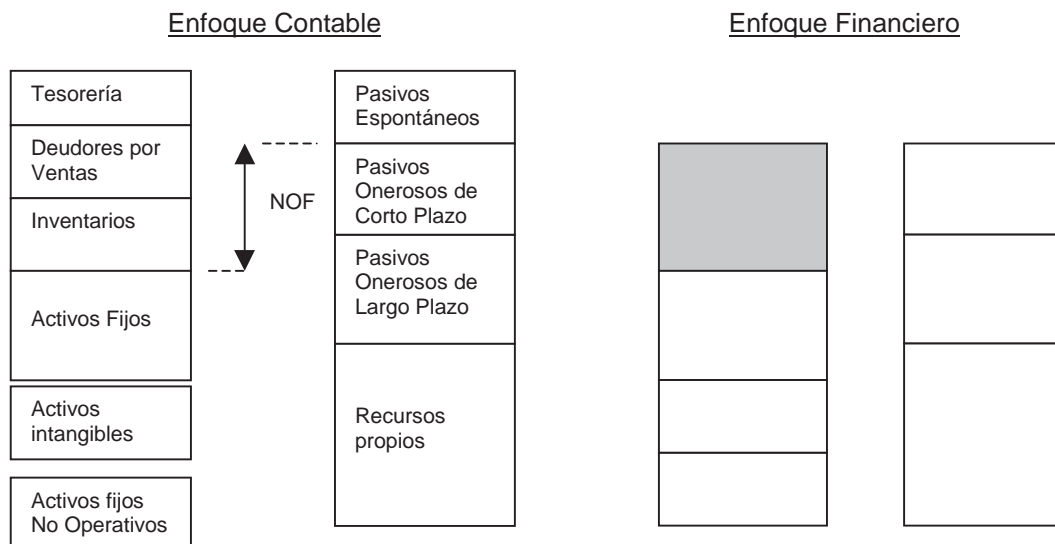 Enfoque Contable
Enfoque Financiero
Tesorería
Deudores por
Ventas
Inventarios
Activos Fijos
Activos
intangibles
Activos fijos
No Operativos
NOF
Pasivos
Espontáneos
Pasivos
Onerosos de
Corto Plazo
Pasivos
Onerosos de
Largo Plazo
Recursos
propios